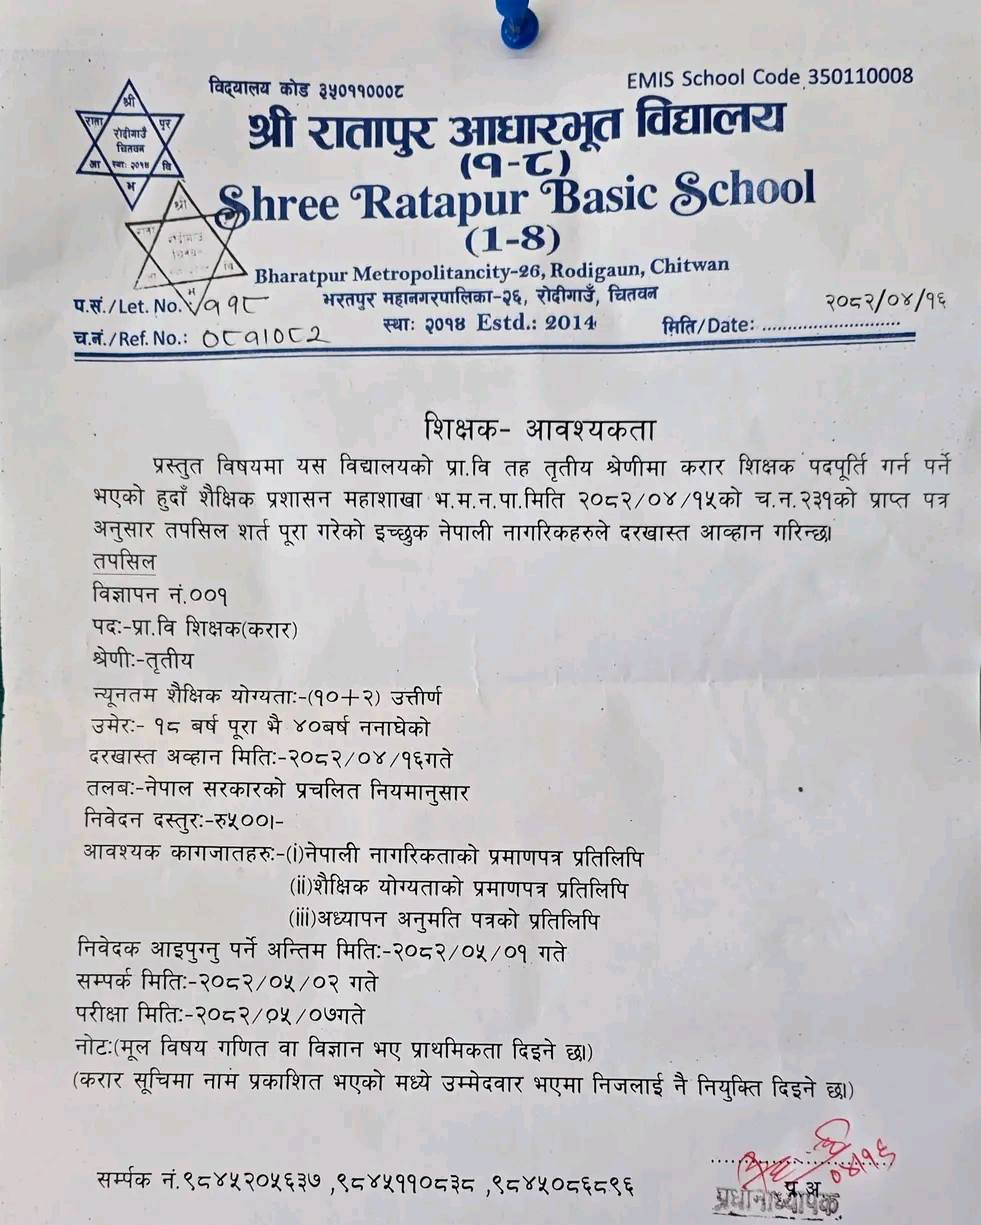 विद्यालय कोड ३५०११०००८
EMIS School Code 350110008
श्री
राता
पुर
रोदीगाउँ
चितवन
आ
स्था: २०१४
वि
भ
श्री रातापुर आधारभूत विद्यालय
(१-८)
Shree Ratapur Basic School
(1-8)
Bharatpur Metropolitancity-26, Rodigaun, Chitwan
भरतपुर महानगरपालिका-२६, रोदीगाउँ, चितवन
स्था: २०१४ Estd.: 2014
प.सं./Let. No. ११८
च.नं./Ref. No.: ०८१।०८२
मिति/Date: २०८२/०४/१६
शिक्षक- आवश्यकता
प्रस्तुत विषयमा यस विद्यालयको प्रा.वि तह तृतीय श्रेणीमा करार शिक्षक पदपूर्ति गर्न पर्ने
भएको हुदाँ शैक्षिक प्रशासन महाशाखा भ.म.न.पा.मिति २०८२/०४/१५को च.न.२३१को प्राप्त पत्र
अनुसार तपसिल शर्त पूरा गरेको इच्छुक नेपाली नागरिकहरुले दरखास्त आव्हान गरिन्छ।
तपसिल
विज्ञापन नं.००१
पदः-प्रा.वि शिक्षक(करार)
श्रेणीः-तृतीय
न्यूनतम शैक्षिक योग्यताः-(१०+२) उत्तीर्ण
उमेरः- १८ बर्ष पूरा भै ४०बर्ष ननाघेको
दरखास्त अव्हान मितिः-२०८२/०४/१६गते
तलबः-नेपाल सरकारको प्रचलित नियमानुसार
निवेदन दस्तुरः-रु५००।-
आवश्यक कागजातहरुः-(i)नेपाली नागरिकताको प्रमाणपत्र प्रतिलिपि
(ii)शैक्षिक योग्यताको प्रमाणपत्र प्रतिलिपि
(iii)अध्यापन अनुमति पत्रको प्रतिलिपि
निवेदक आइपुग्नु पर्ने अन्तिम मितिः-२०८२/०५/०१ गते
सम्पर्क मितिः-२०८२/०५/०२ गते
परीक्षा मितिः-२०८२/०५/०७गते
नोटः(मूल विषय गणित वा विज्ञान भए प्राथमिकता दिइने छ।)
(करार सूचिमा नाम प्रकाशित भएको मध्ये उम्मेदवार भएमा निजलाई नै नियुक्ति दिइने छ।)
सर्म्पक नं.९८४५२०५६३७ ,९८४५११०८३८ ,९८४५०८६८९६
०४।१६
प्र.अ.
प्रधानाध्यापक